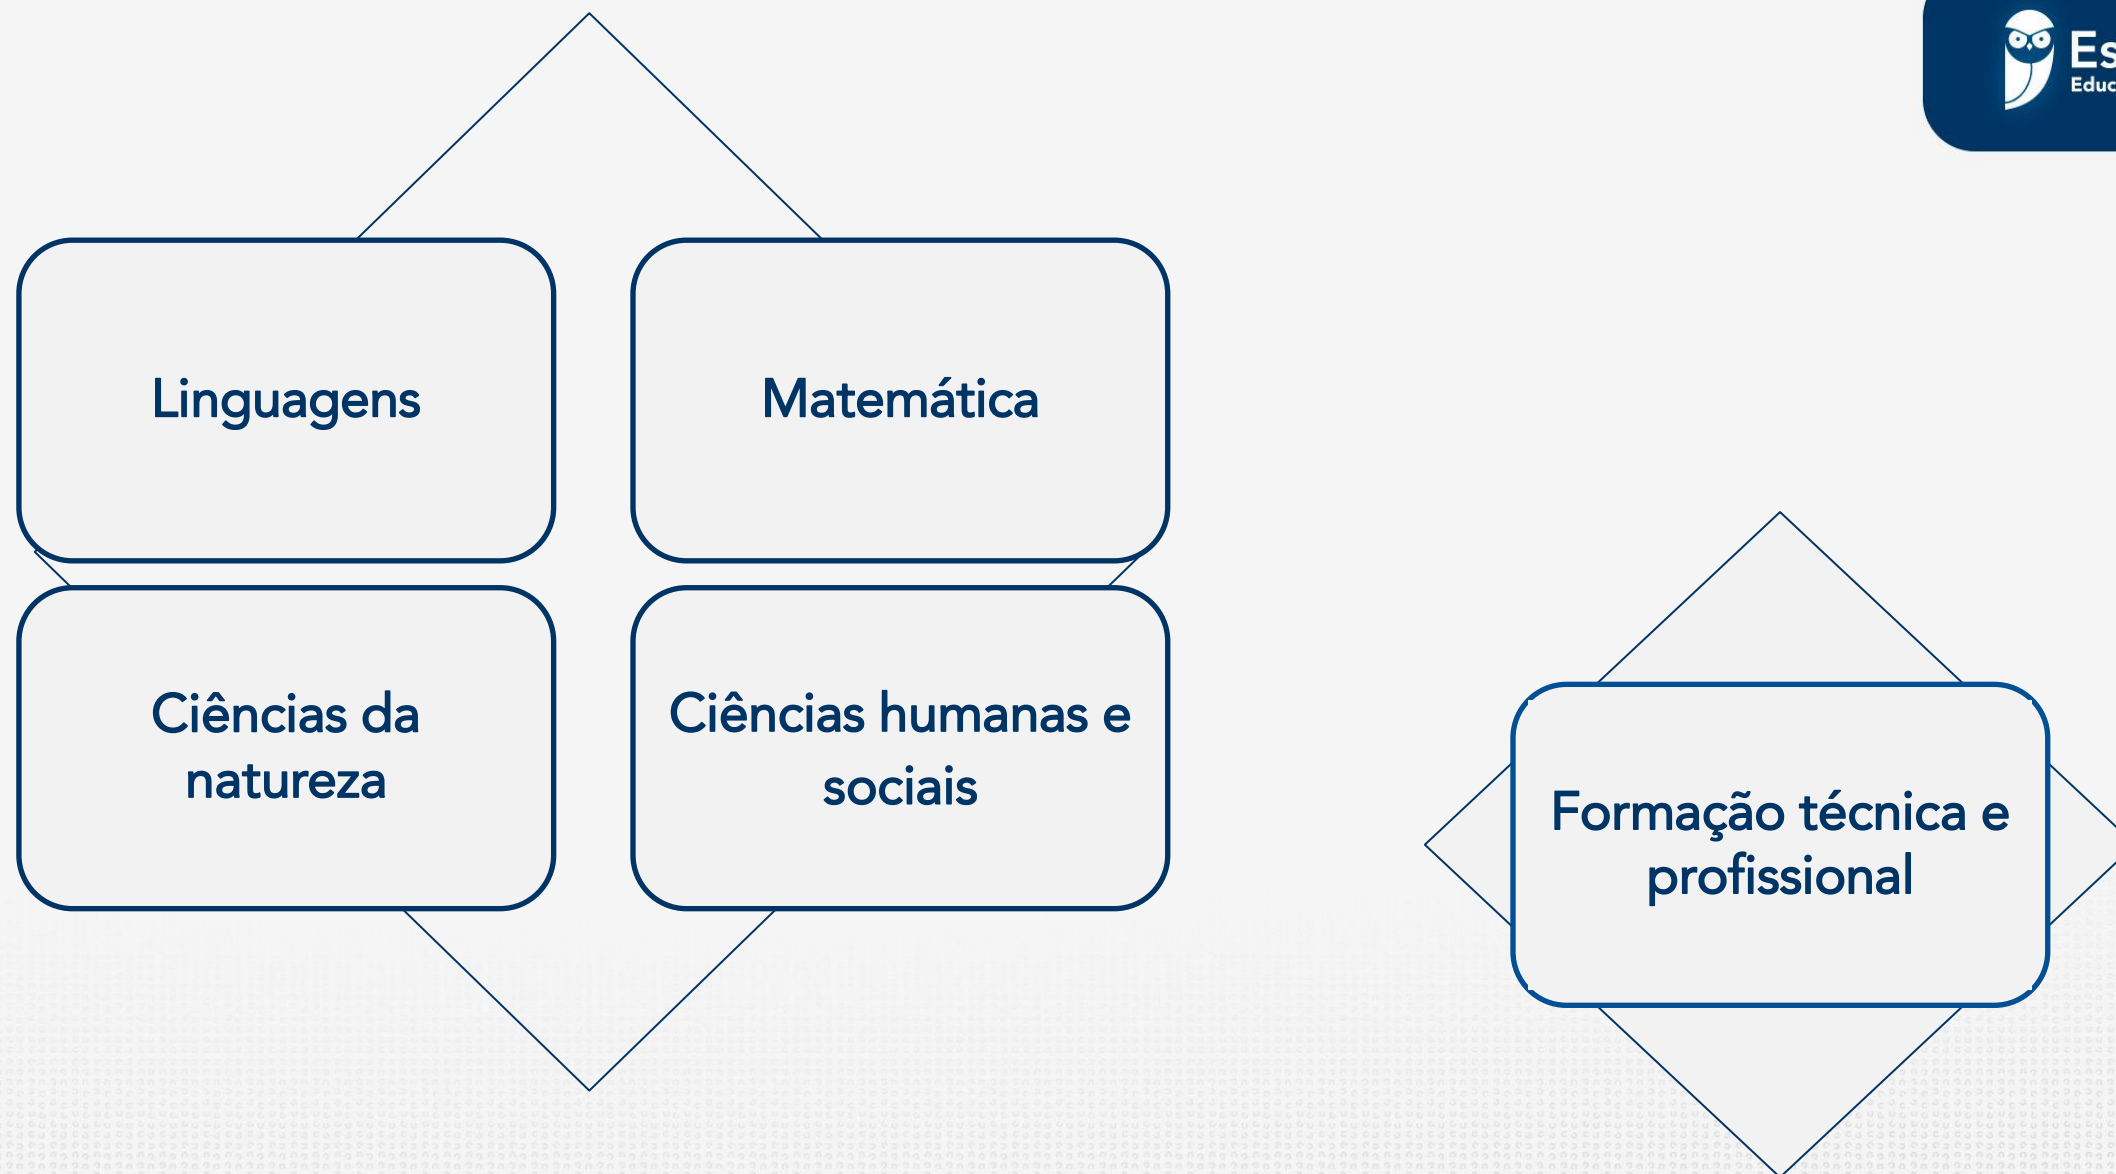 Linguagens
Matemática
Ciências da
natureza
Ciências humanas e
sociais
Formação técnica e
profissional